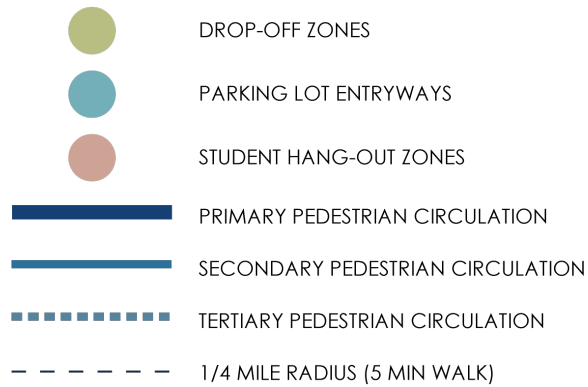 DROP-OFF ZONES
PARKING LOT ENTRYWAYS
STUDENT HANG-OUT ZONES
PRIMARY PEDESTRIAN CIRCULATION
SECONDARY PEDESTRIAN CIRCULATION
TERTIARY PEDESTRIAN CIRCULATION
1/4 MILE RADIUS (5 MIN WALK)